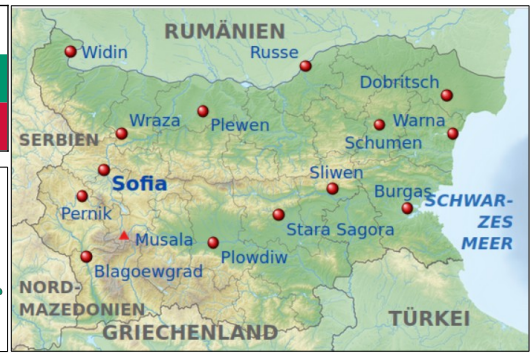 RUMÄNIEN
Widin
Russe
Dobritsch
Wraza
Plewen
Warna
Schumen
SERBIEN
Sliwen
Sofia
Burgas
SCHWAR-
ZES
MEER
Pernik
Stara Sagora
Musala
Plowdiw
Blagoewgrad
NORD-
MAZEDONIEN
TÜRKEI
GRIECHENLAND